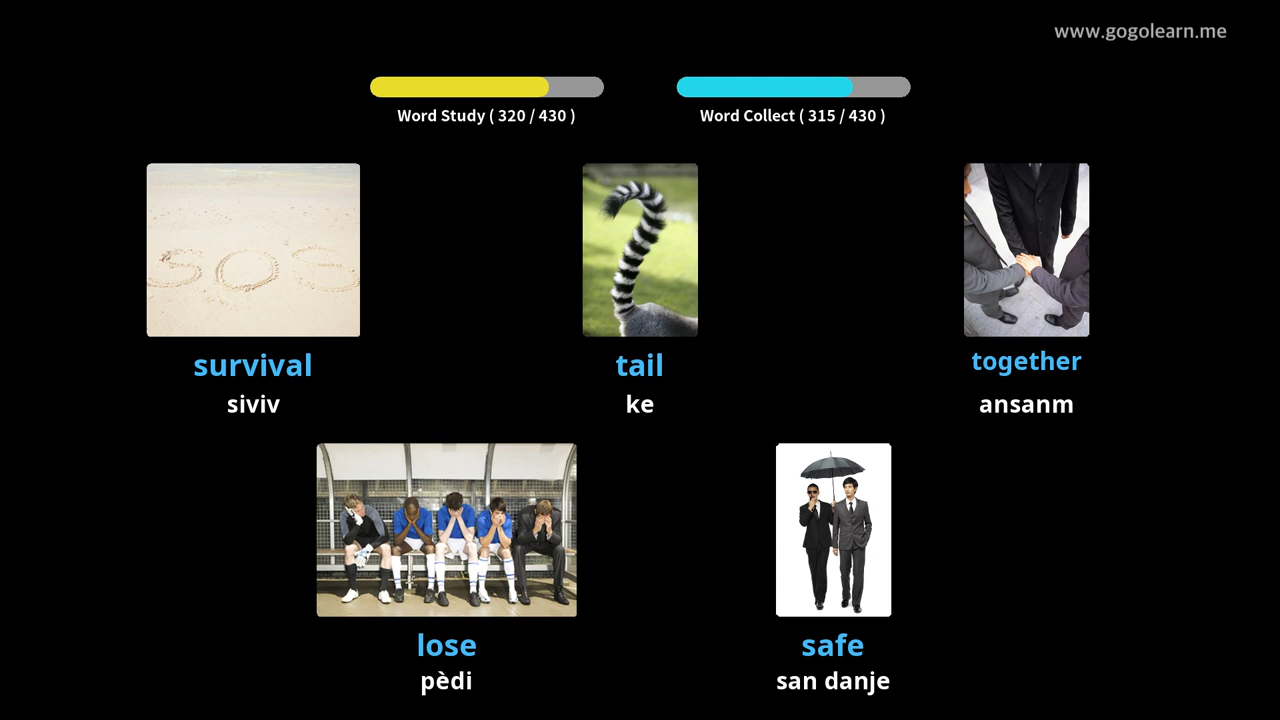 www.gogolearn.me
Word Study ( 320 / 430 )
Word Collect ( 315 / 430 )
SOS
survival
tail
together
siviv
ke
ansanm
lose
safe
pèdi
san danje